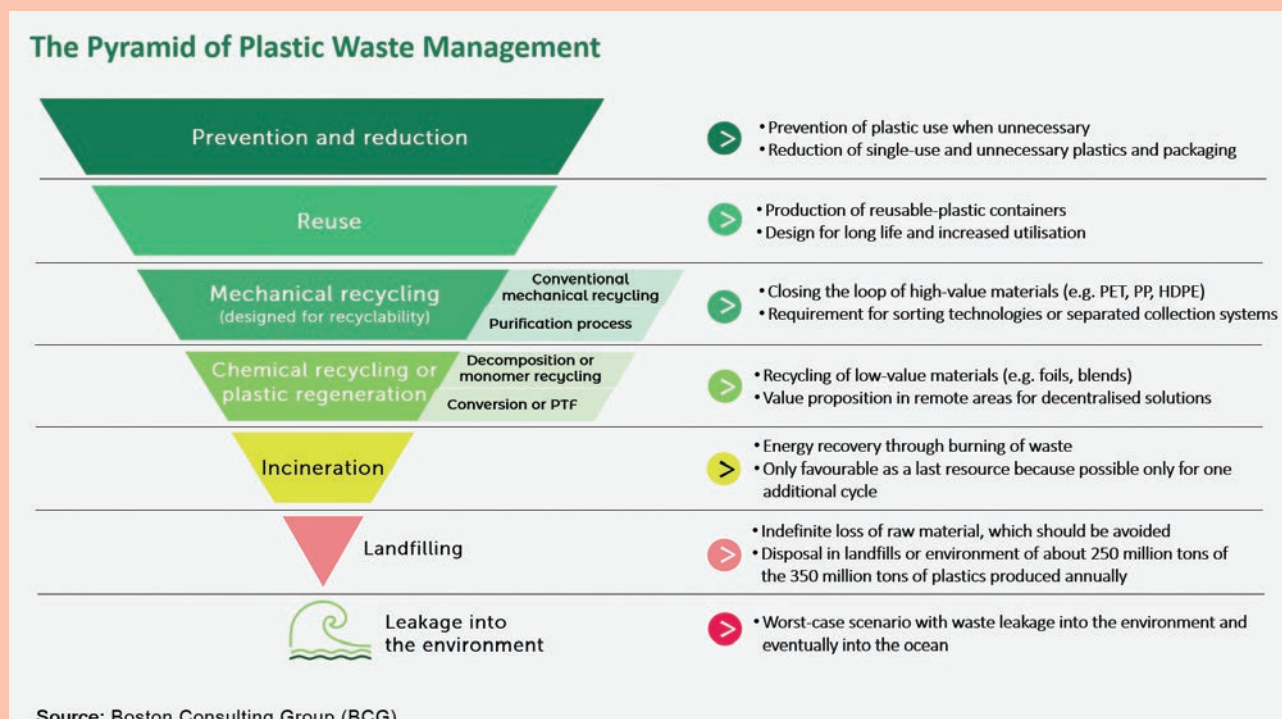 The Pyramid of Plastic Waste Management
Prevention and reduction
• Prevention of plastic use when unnecessary
• Reduction of single-use and unnecessary plastics and packaging
Reuse
• Production of reusable-plastic containers
• Design for long life and increased utilisation
Mechanical recycling
(designed for recyclability)
Conventional
mechanical recycling
Purification process
• Closing the loop of high-value materials (e.g. PET, PP, HDPE)
• Requirement for sorting technologies or separated collection systems
Chemical recycling or
plastic regeneration
Decomposition or
monomer recycling
Conversion or PTF
• Recycling of low-value materials (e.g. foils, blends)
• Value proposition in remote areas for decentralised solutions
Incineration
• Energy recovery through burning of waste
• Only favourable as a last resource because possible only for one
additional cycle
Landfilling
• Indefinite loss of raw material, which should be avoided
• Disposal in landfills or environment of about 250 million tons of
the 350 million tons of plastics produced annually
Leakage into
the environment
• Worst-case scenario with waste leakage into the environment and
eventually into the ocean
Source: Boston Consulting Group (BCG)